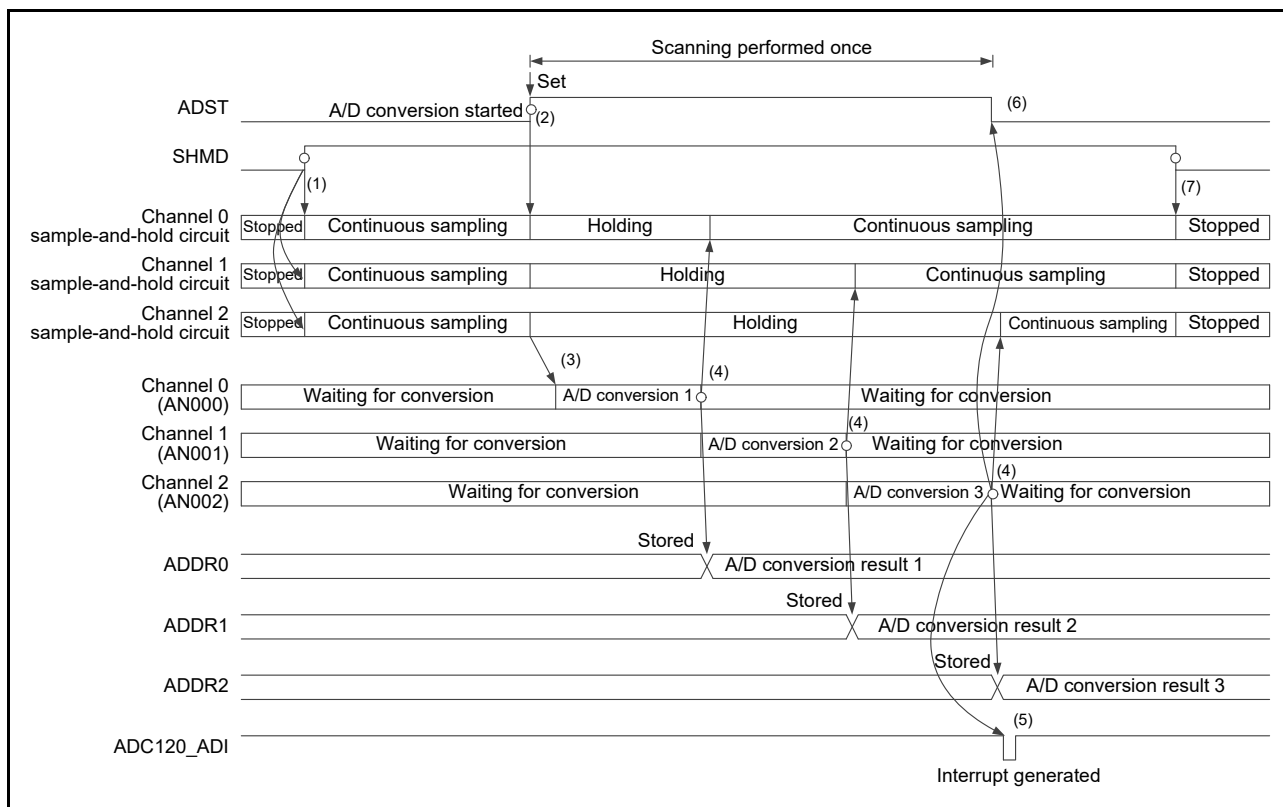 Scanning performed once
Set
ADST
A/D conversion started
(2)
(6)
SHMD
(1)
(7)
Channel 0
sample-and-hold circuit
Stopped
Continuous sampling
Holding
Continuous sampling
Stopped
Channel 1
sample-and-hold circuit
Stopped
Continuous sampling
Holding
Continuous sampling
Stopped
Channel 2
sample-and-hold circuit
Stopped
Continuous sampling
Holding
Continuous sampling
Stopped
(3)
(4)
Channel 0
(AN000)
Waiting for conversion
A/D conversion 1
Waiting for conversion
(4)
Channel 1
(AN001)
Waiting for conversion
A/D conversion 2
Waiting for conversion
(4)
Channel 2
(AN002)
Waiting for conversion
A/D conversion 3
Waiting for conversion
Stored
ADDR0
A/D conversion result 1
Stored
ADDR1
A/D conversion result 2
Stored
ADDR2
A/D conversion result 3
(5)
ADC120_ADI
Interrupt generated